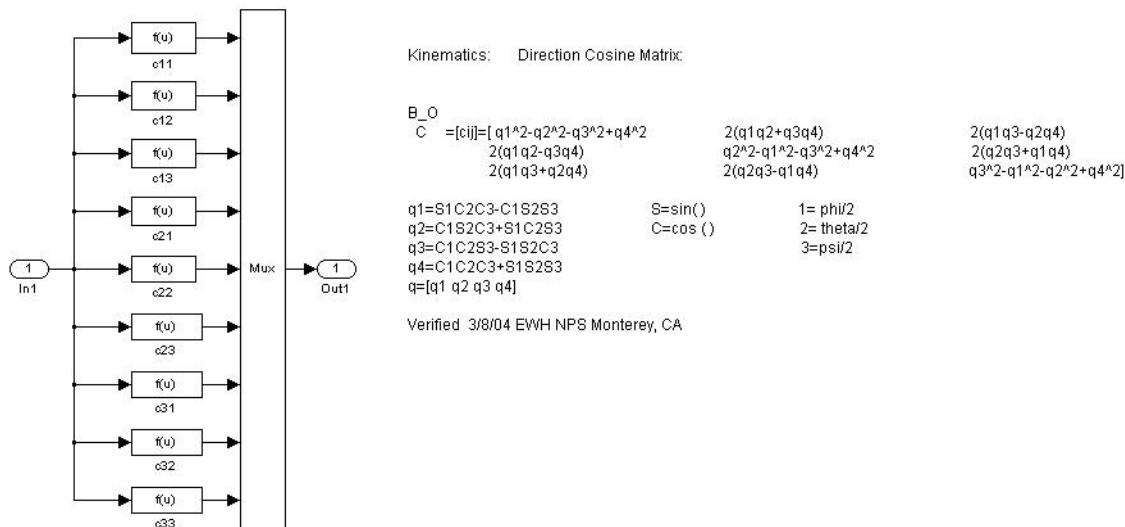 f(u)
c11
f(u)
c12
f(u)
c13
f(u)
c21
f(u)
c22
f(u)
c23
f(u)
c31
f(u)
c32
f(u)
c33
1
In1
Mux
1
Out1
Kinematics: Direction Cosine Matrix:
B_O
C =[cij]=[ q1^2-q2^2-q3^2+q4^2 2(q1q2+q3q4) 2(q1q3-q2q4)
2(q1q2-q3q4) q2^2-q1^2-q3^2+q4^2 2(q2q3+q1q4)
2(q1q3+q2q4) 2(q2q3-q1q4) q3^2-q1^2-q2^2+q4^2]
q1=S1C2C3-C1S2S3 S=sin() 1= phi/2
q2=C1S2C3+S1C2S3 C=cos () 2= theta/2
q3=C1C2S3-S1S2C3 3=psi/2
q4=C1C2C3+S1S2S3
q=[q1 q2 q3 q4]
Verified 3/8/04 EWH NPS Monterey, CA